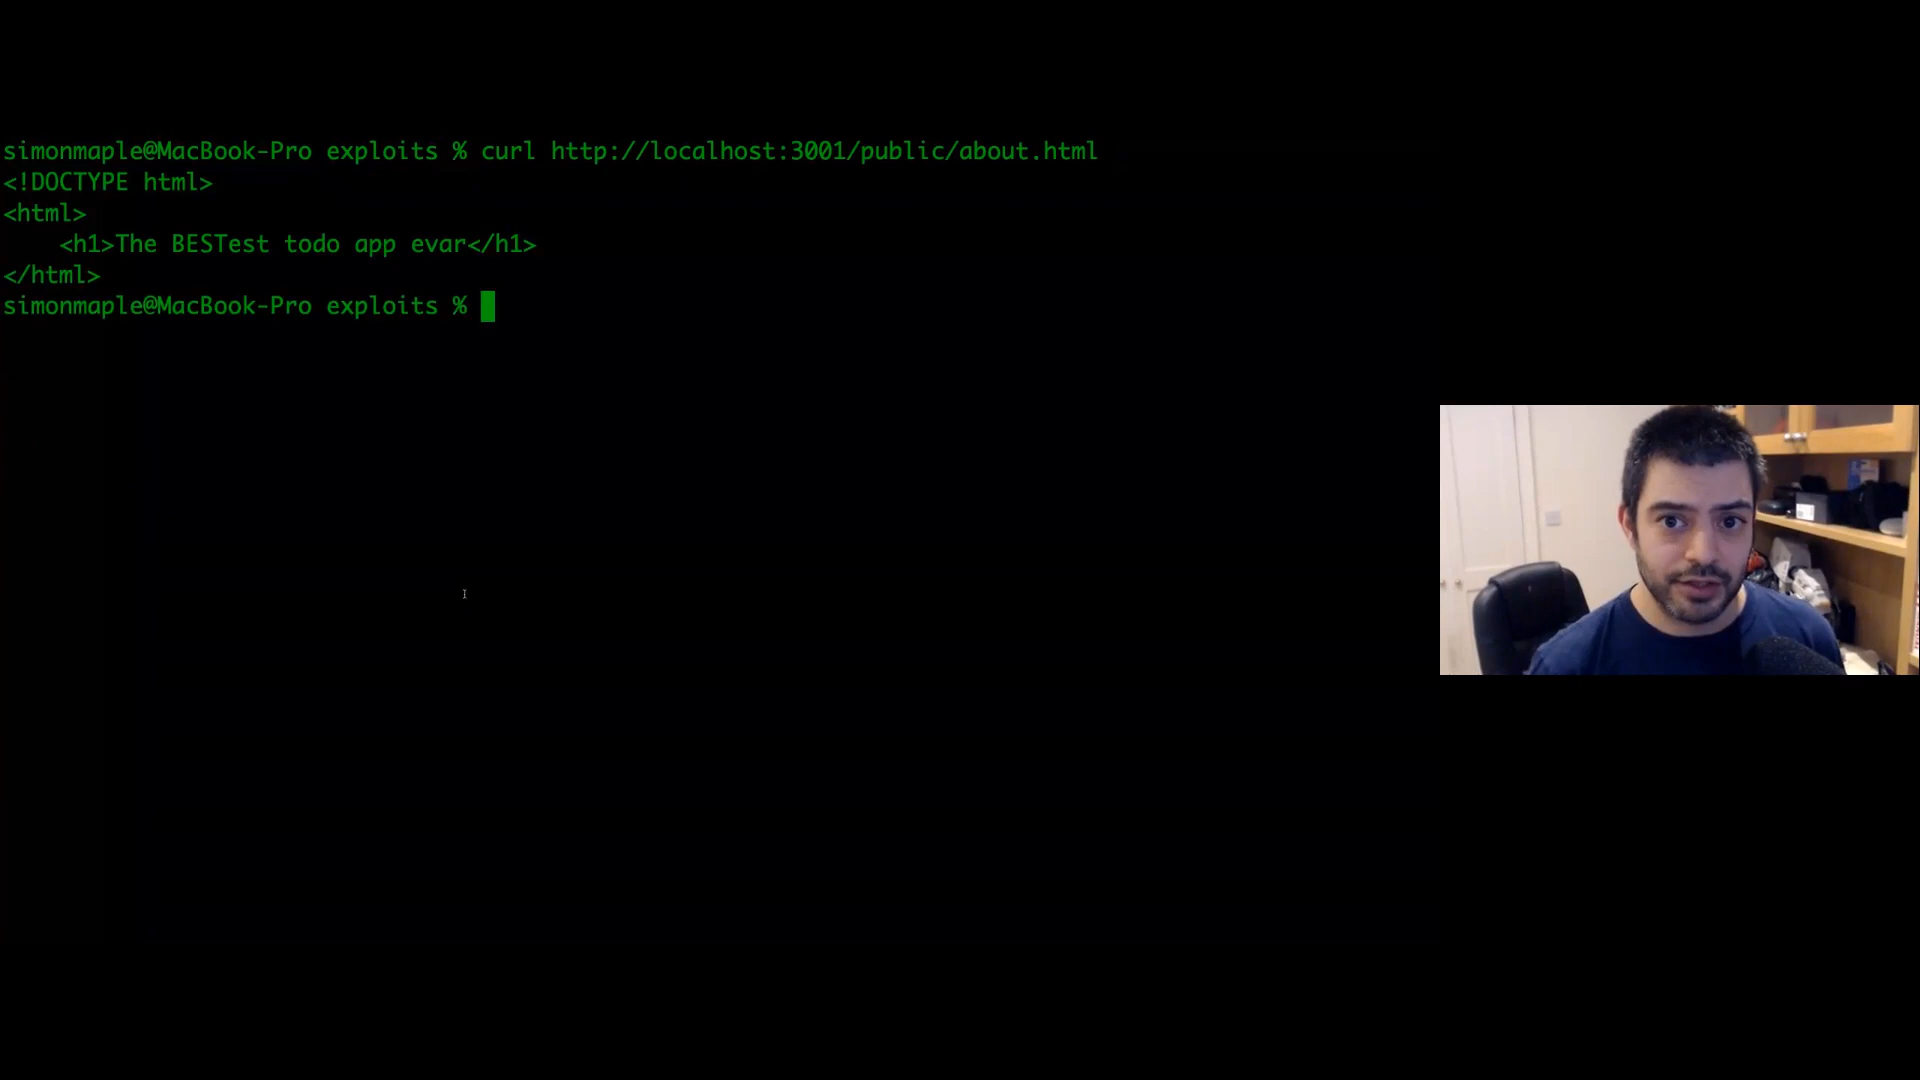 simonmaple@MacBook-Pro exploits % curl http://localhost:3001/public/about.html
<!DOCTYPE html>
<html>
    <h1>The BESTest todo app evar</h1>
</html>
simonmaple@MacBook-Pro exploits %